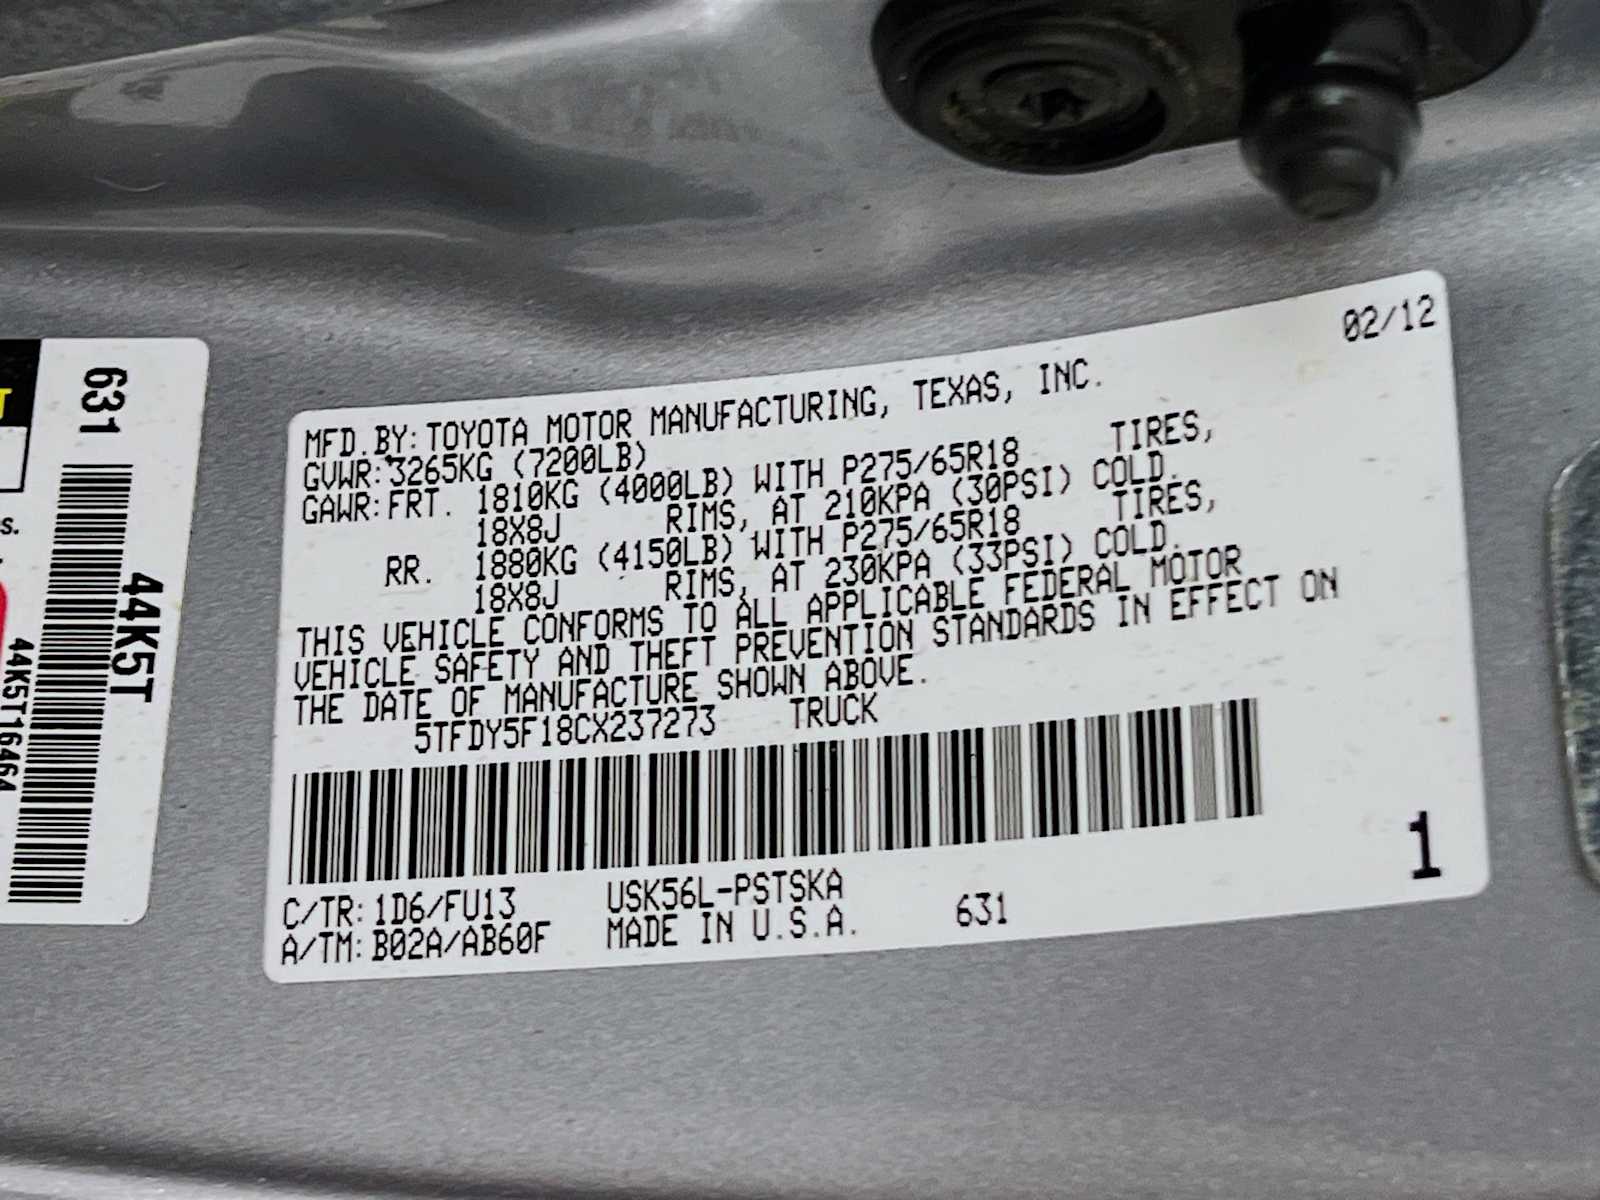 02/12
MFD.BY: TOYOTA MOTOR MANUFACTURING, TEXAS, INC.
GVWR: 3265KG (7200LB)
GAWR: FRT. 1810KG (4000LB) WITH P275/65R18 TIRES,
18X8J RIMS, AT 210KPA (30PSI) COLD.
RR. 1880KG (4150LB) WITH P275/65R18 TIRES,
18X8J RIMS, AT 230KPA (33PSI) COLD.
THIS VEHICLE CONFORMS TO ALL APPLICABLE FEDERAL MOTOR
VEHICLE SAFETY AND THEFT PREVENTION STANDARDS IN EFFECT ON
THE DATE OF MANUFACTURE SHOWN ABOVE.
5TFDY5F18CX237273 TRUCK
C/TR: 1D6/FU13 USK56L-PSTSKA
A/TM: B02A/AB60F MADE IN U.S.A. 631
1
631
44K5T
44K5T16464